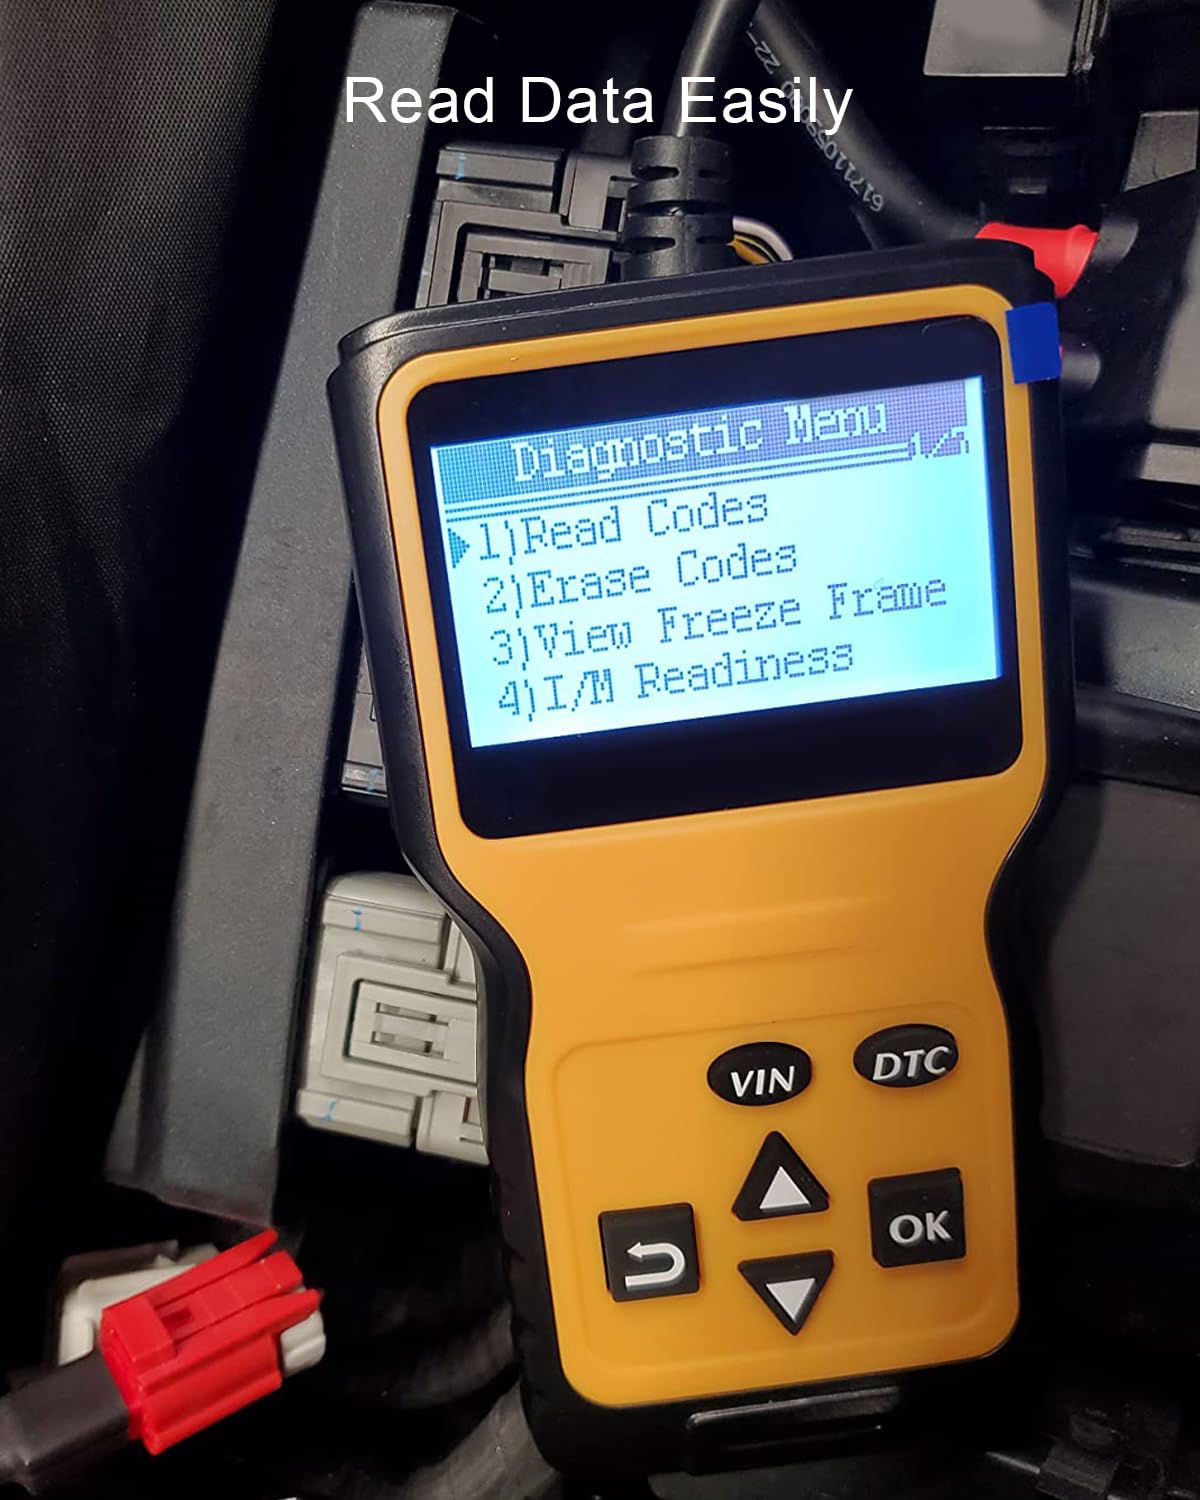 Read Data Easily
Diagnostic Menu
1/7
1)Read Codes
2)Erase Codes
3)View Freeze Frame
4)I/M Readiness
VIN
DTC
OK